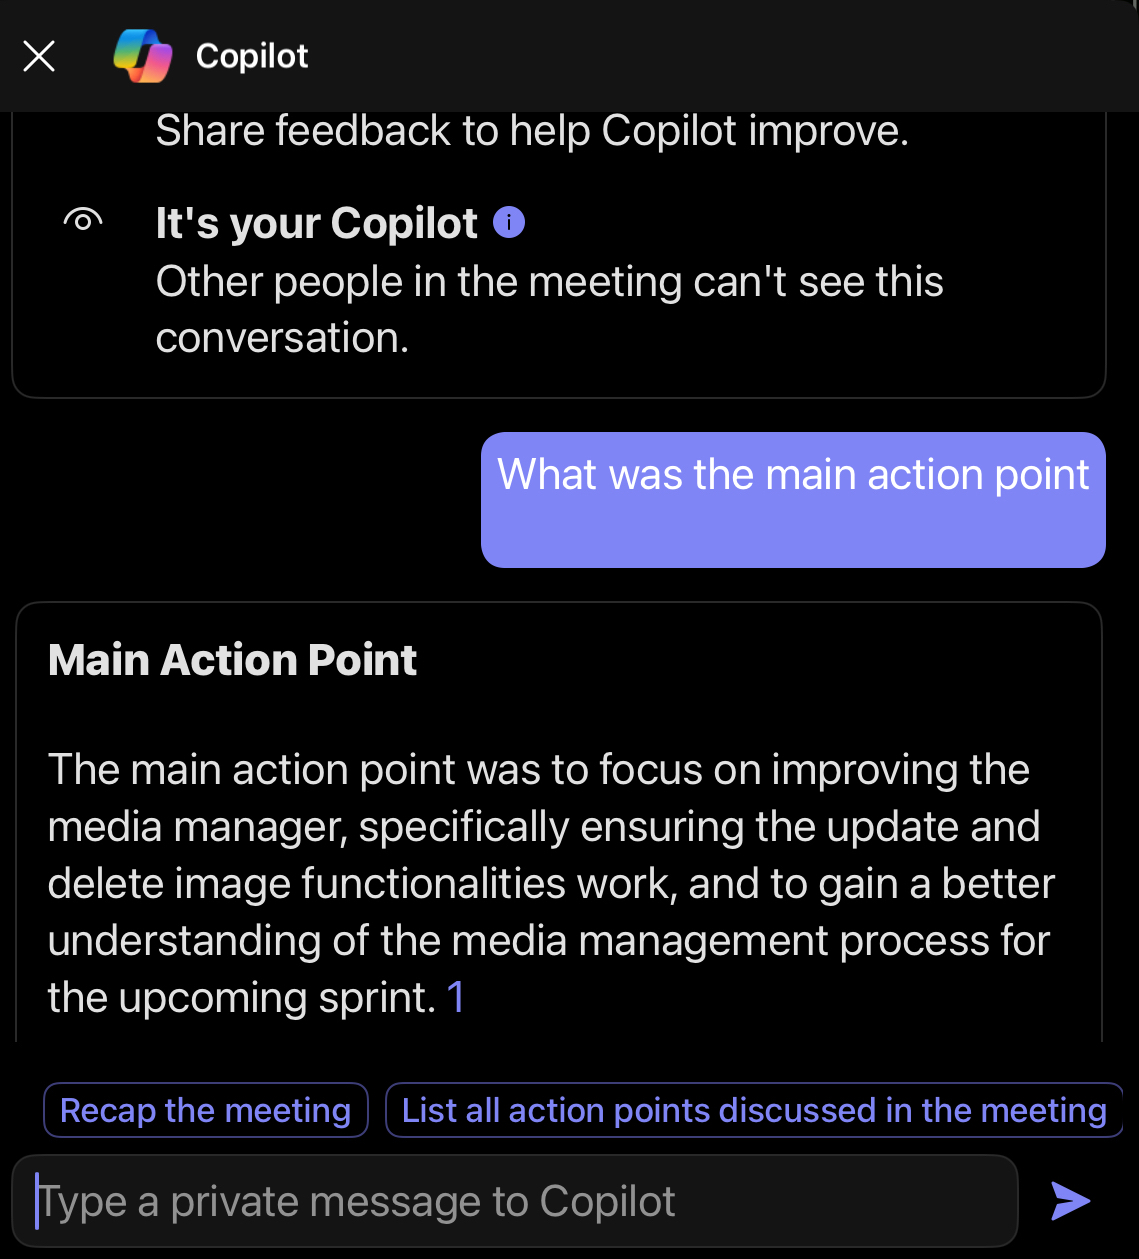 Copilot
Share feedback to help Copilot improve.
It's your Copilot
Other people in the meeting can't see this
conversation.
What was the main action point
Main Action Point
The main action point was to focus on improving the
media manager, specifically ensuring the update and
delete image functionalities work, and to gain a better
understanding of the media management process for
the upcoming sprint. 1
Recap the meeting
List all action points discussed in the meeting
Type a private message to Copilot